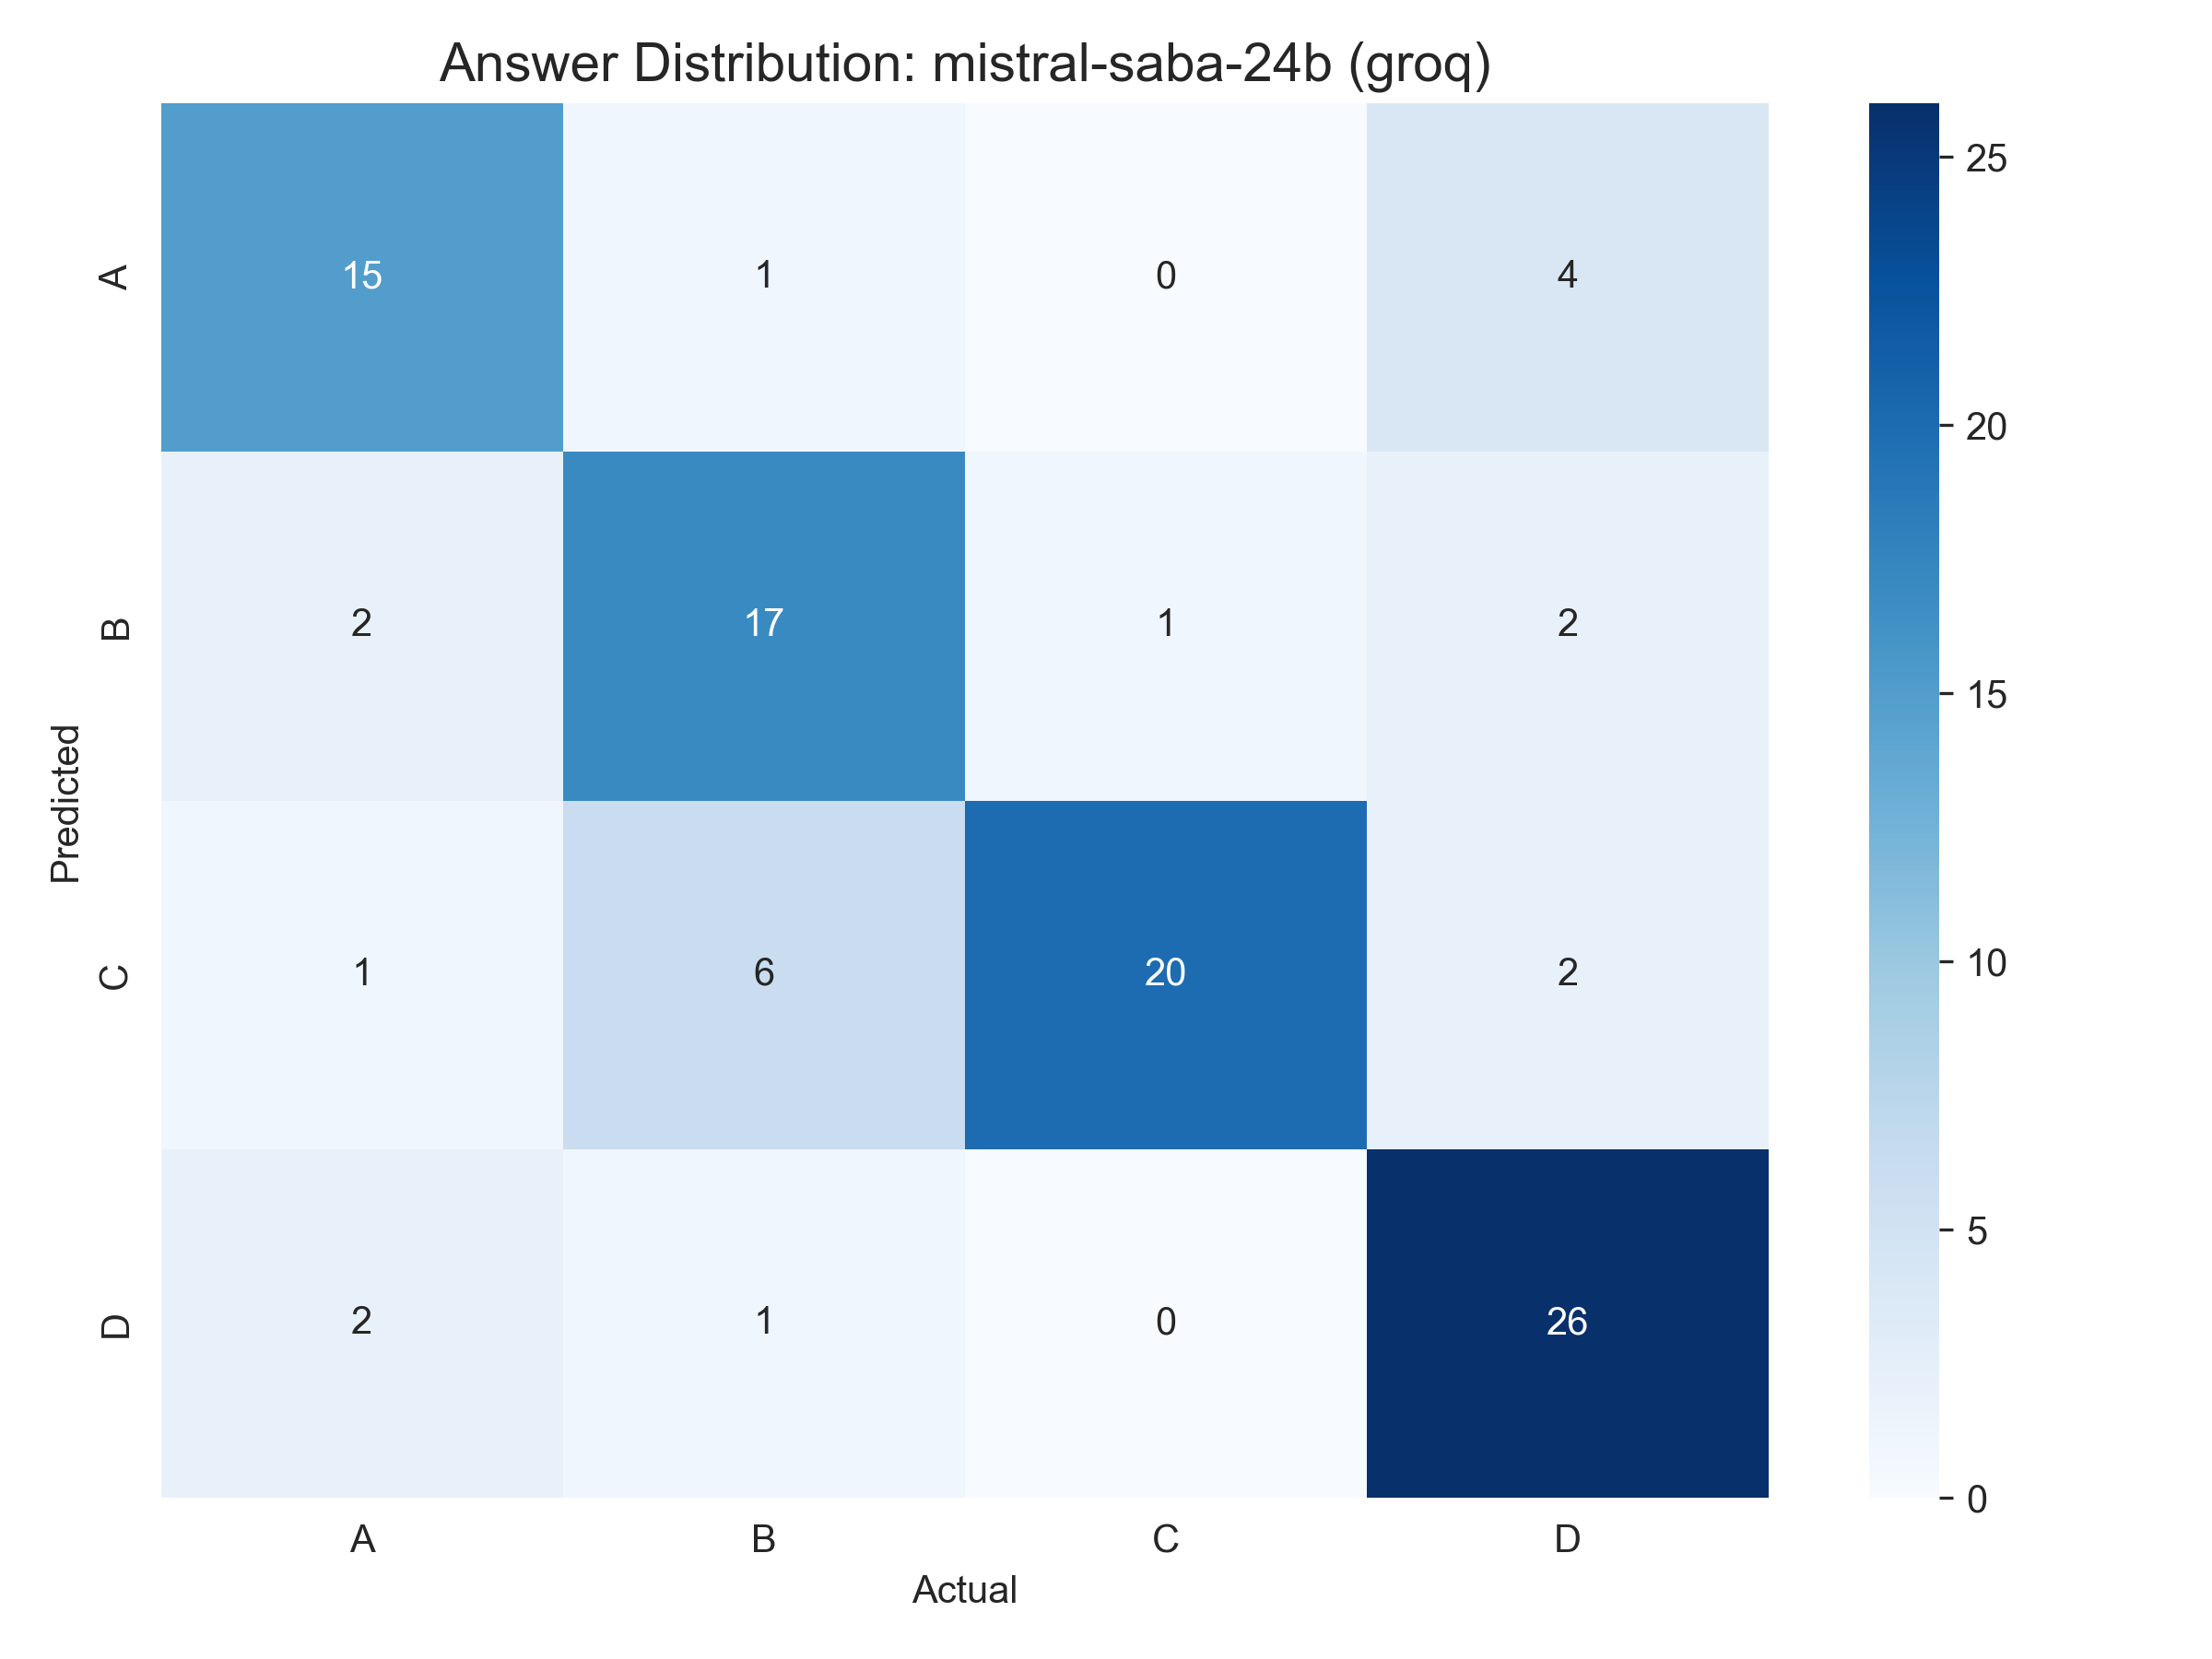 Answer Distribution: mistral-saba-24b (groq)
A 15 1 0 4
B 2 17 1 2
C 1 6 20 2
D 2 1 0 26
A B C D
Actual
Predicted
25
20
15
10
5
0